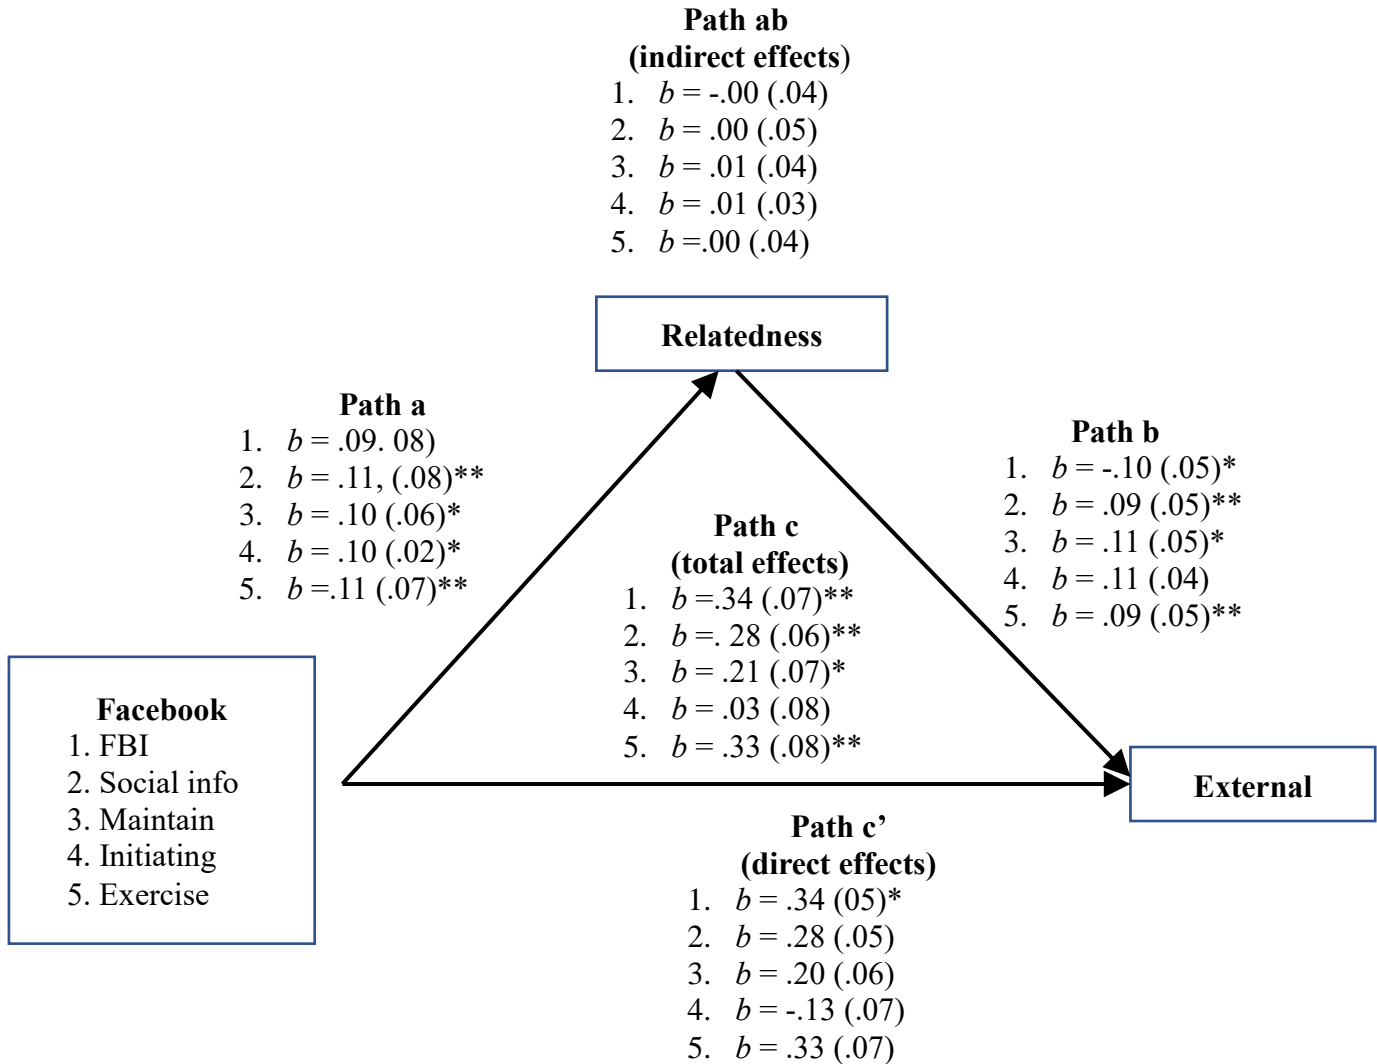 Path ab
(indirect effects)
1. b = -.00 (.04)
2. b = .00 (.05)
3. b = .01 (.04)
4. b = .01 (.03)
5. b =.00 (.04)
Relatedness
Path a
1. b = .09. 08)
2. b = .11, (.08)**
3. b = .10 (.06)*
4. b = .10 (.02)*
5. b =.11 (.07)**
Path b
1. b = -.10 (.05)*
2. b = .09 (.05)**
3. b = .11 (.05)*
4. b = .11 (.04)
5. b = .09 (.05)**
Path c
(total effects)
1. b =.34 (.07)**
2. b =. 28 (.06)**
3. b = .21 (.07)*
4. b = .03 (.08)
5. b = .33 (.08)**
Facebook
1. FBI
2. Social info
3. Maintain
4. Initiating
5. Exercise
External
Path c’
(direct effects)
1. b = .34 (05)*
2. b = .28 (.05)
3. b = .20 (.06)
4. b = -.13 (.07)
5. b = .33 (.07)